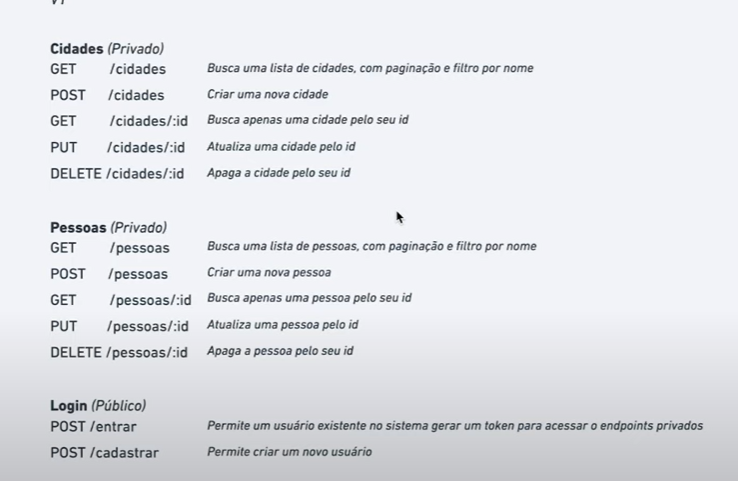 V1
Cidades (Privado)
GET /cidades Busca uma lista de cidades, com paginação e filtro por nome
POST /cidades Criar uma nova cidade
GET /cidades/:id Busca apenas uma cidade pelo seu id
PUT /cidades/:id Atualiza uma cidade pelo id
DELETE /cidades/:id Apaga a cidade pelo seu id
Pessoas (Privado)
GET /pessoas Busca uma lista de pessoas, com paginação e filtro por nome
POST /pessoas Criar uma nova pessoa
GET /pessoas/:id Busca apenas uma pessoa pelo seu id
PUT /pessoas/:id Atualiza uma pessoa pelo id
DELETE /pessoas/:id Apaga a pessoa pelo seu id
Login (Público)
POST /entrar Permite um usuário existente no sistema gerar um token para acessar o endpoints privados
POST /cadastrar Permite criar um novo usuário